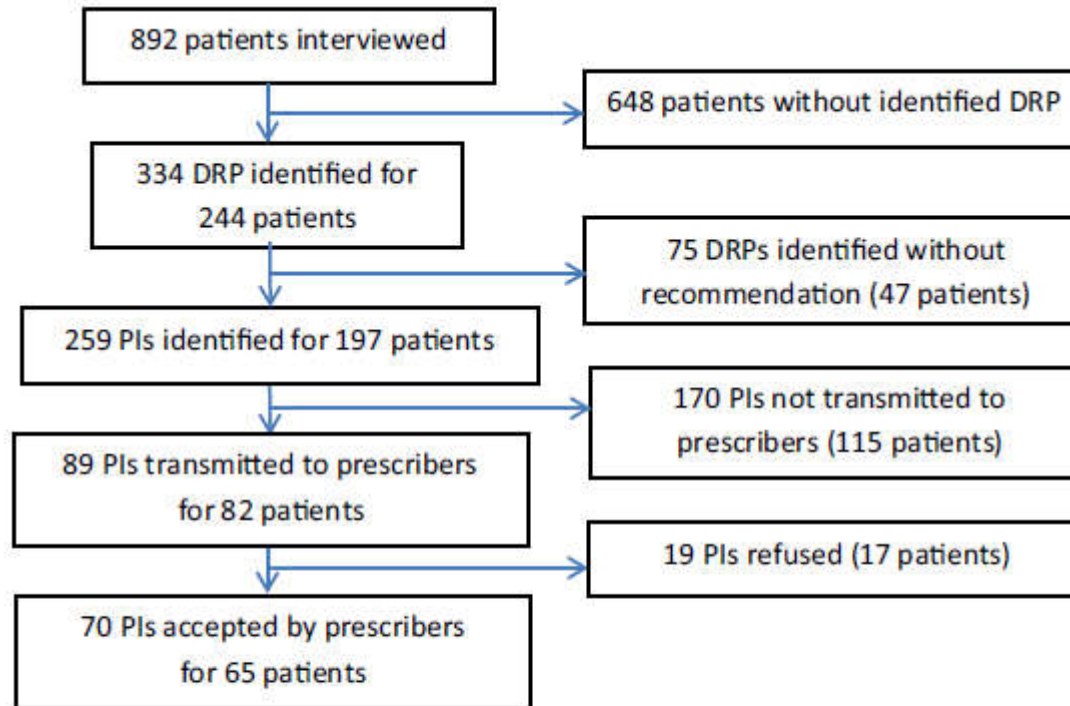 892 patients interviewed
648 patients without identified DRP
334 DRP identified for
244 patients
75 DRPs identified without
recommendation (47 patients)
259 PIs identified for 197 patients
170 PIs not transmitted to
prescribers (115 patients)
89 PIs transmitted to prescribers
for 82 patients
19 PIs refused (17 patients)
70 PIs accepted by prescribers
for 65 patients